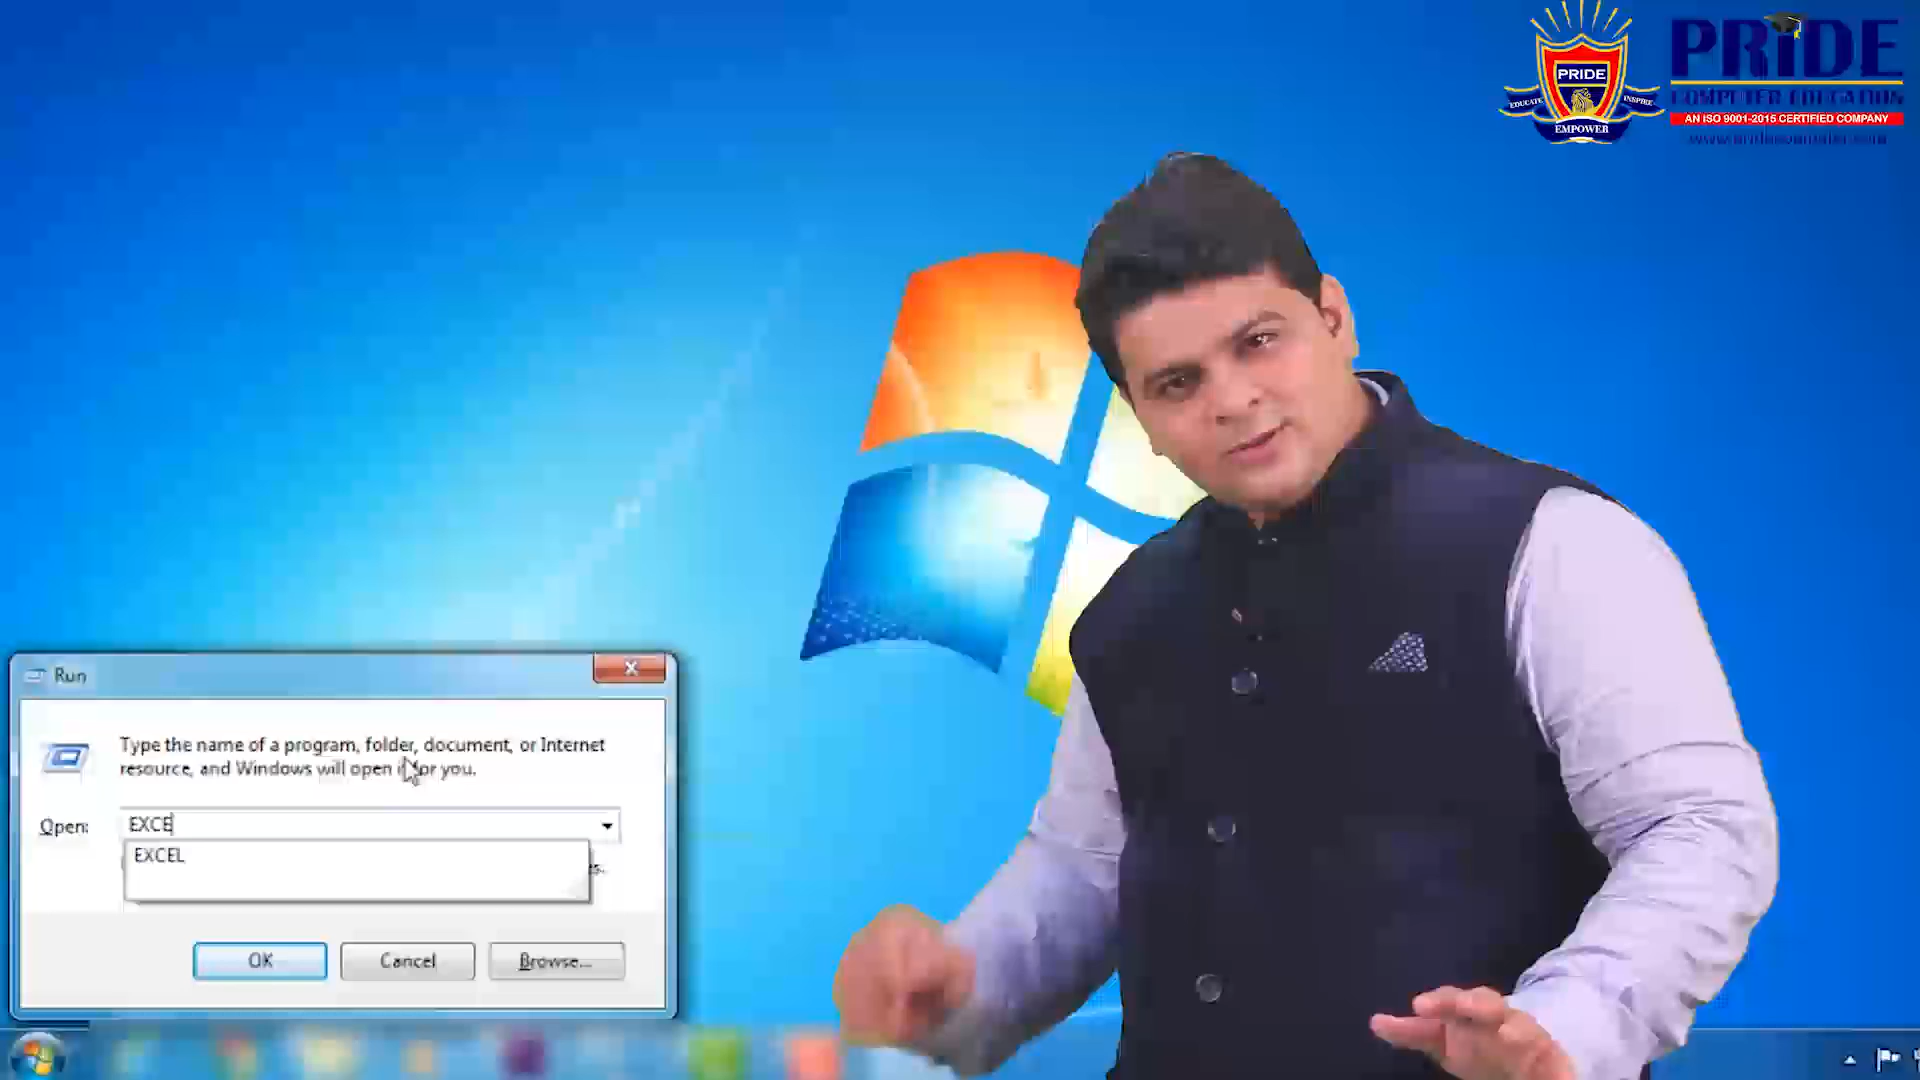 PRIDE
EDUCATE
INSPIRE
EMPOWER
PRiDE
COMPUTER EDUCATION
AN ISO 9001-2015 CERTIFIED COMPANY
Run
Type the name of a program, folder, document, or Internet
resource, and Windows will open it for you.
Open:
EXCE
EXCEL
OK
Cancel
Browse...